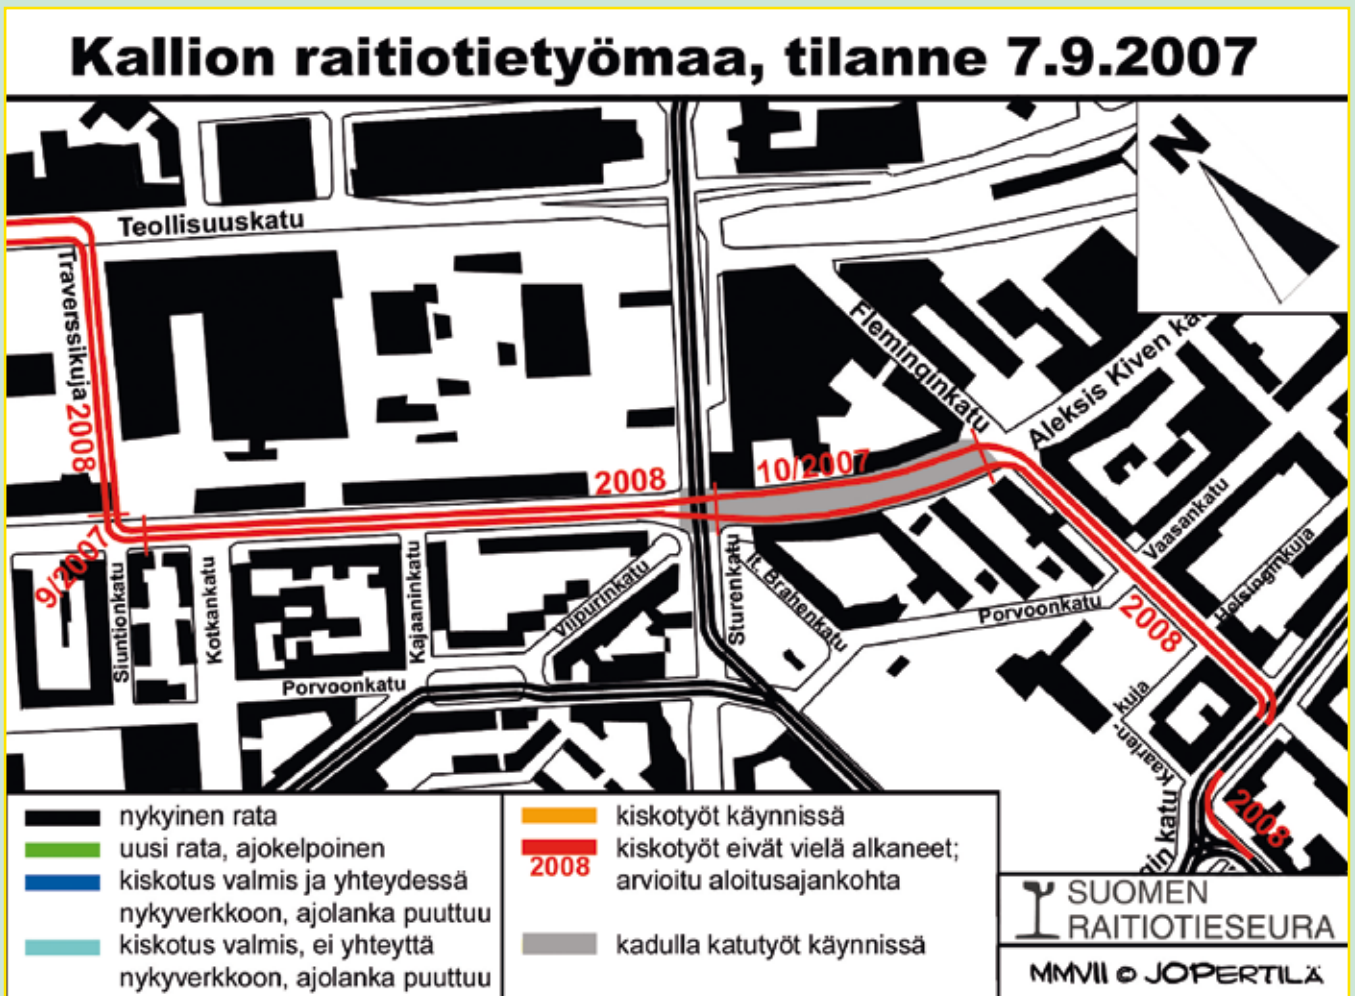 Kallion raitiotietyömaa, tilanne 7.9.2007
N
Teollisuuskatu
Traverssikuja
2008
Fleminginkatu
Aleksis Kiven
2008
10/2007
9/2007
Siuntionkatu
Kotkankatu
Kajaaninkatu
Viipurinkatu
Sturenkatu
It. Brahenkatu
Porvoonkatu
Vaasankatu
Helsinginkuja
2008
Porvoonkatu
Kaarlen-
kuja
katu
2008
nykyinen rata
uusi rata, ajokelpoinen
kiskotus valmis ja yhteydessä
nykyverkkoon, ajolanka puuttuu
kiskotus valmis, ei yhteyttä
nykyverkkoon, ajolanka puuttuu
kiskotyöt käynnissä
kiskotyöt eivät vielä alkaneet;
2008 arvioitu aloitusajankohta
kadulla katutyöt käynnissä
SUOMEN
RAITIOTIESEURA
MMVII © JOPERTILÄ